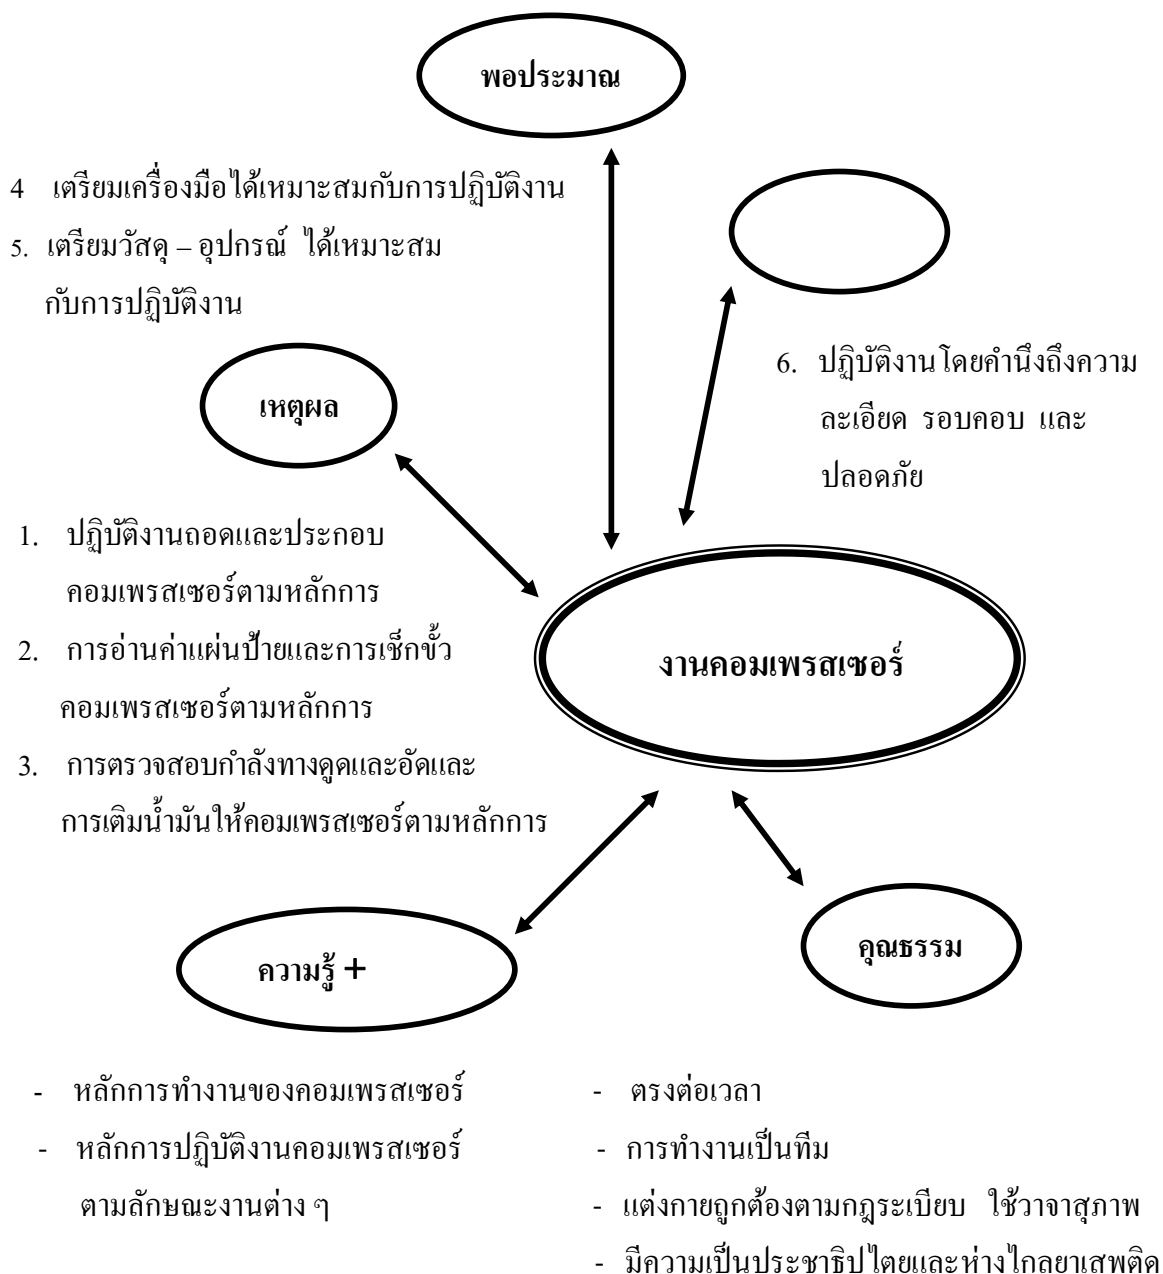 พอประมาณ
4 เตรียมเครื่องมือได้เหมาะสมกับการปฏิบัติงาน
5. เตรียมวัสดุ – อุปกรณ์ ได้เหมาะสม
กับการปฏิบัติงาน
6. ปฏิบัติงานโดยคำนึงถึงความ
ละเอียด รอบคอบ และ
ปลอดภัย
เหตุผล
1. ปฏิบัติงานถอดและประกอบ
คอมเพรสเซอร์ตามหลักการ
2. การอ่านค่าแผ่นป้ายและการเช็กขั้ว
คอมเพรสเซอร์ตามหลักการ
3. การตรวจสอบกำลังทางดูดและอัดและ
การเติมน้ำมันให้คอมเพรสเซอร์ตามหลักการ
งานคอมเพรสเซอร์
ความรู้ +
คุณธรรม
- หลักการทำงานของคอมเพรสเซอร์
- หลักการปฏิบัติงานคอมเพรสเซอร์
ตามลักษณะงานต่าง ๆ
- ตรงต่อเวลา
- การทำงานเป็นทีม
- แต่งกายถูกต้องตามกฎระเบียบ ใช้วาจาสุภาพ
- มีความเป็นประชาธิปไตยและห่างไกลยาเสพติด